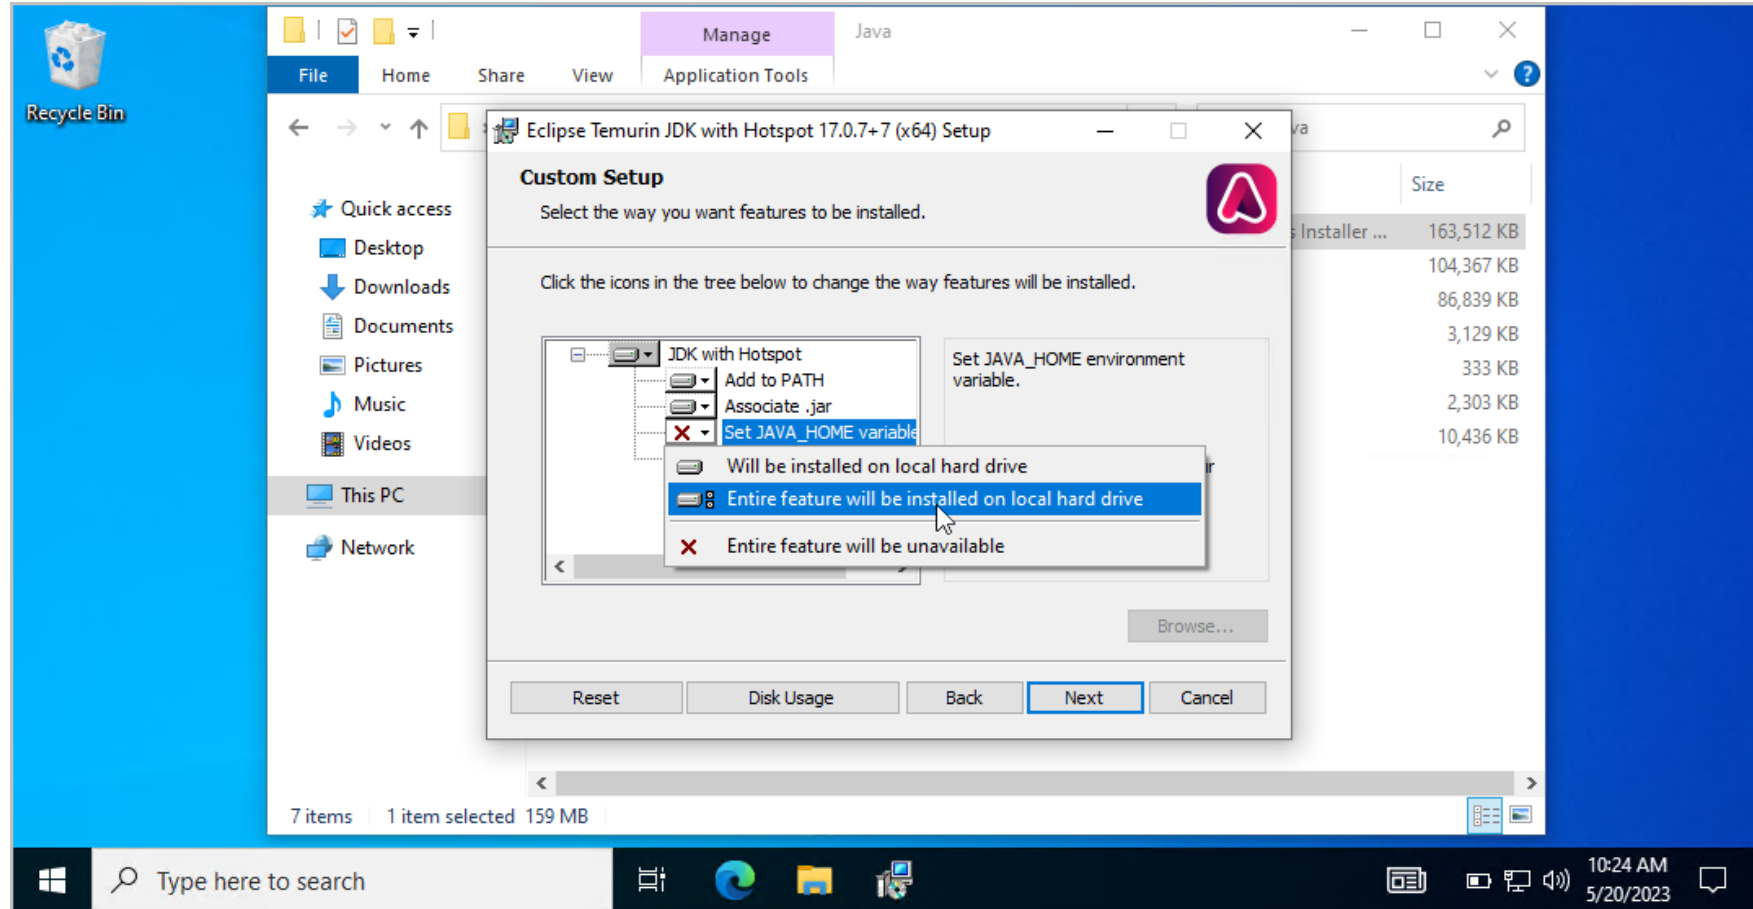 Recycle Bin
Manage
Java
File
Home
Share
View
Application Tools
Eclipse Temurin JDK with Hotspot 17.0.7+7 (x64) Setup
va
Custom Setup
Select the way you want features to be installed.
Size
Quick access
Desktop
Downloads
Documents
Pictures
Music
Videos
This PC
Network
s Installer ...
163,512 KB
104,367 KB
86,839 KB
3,129 KB
333 KB
2,303 KB
10,436 KB
Click the icons in the tree below to change the way features will be installed.
JDK with Hotspot
Add to PATH
Associate .jar
Set JAVA_HOME variable
Set JAVA_HOME environment
variable.
Will be installed on local hard drive
Entire feature will be installed on local hard drive
Entire feature will be unavailable
Browse...
Reset
Disk Usage
Back
Next
Cancel
7 items
1 item selected
159 MB
Type here to search
10:24 AM
5/20/2023